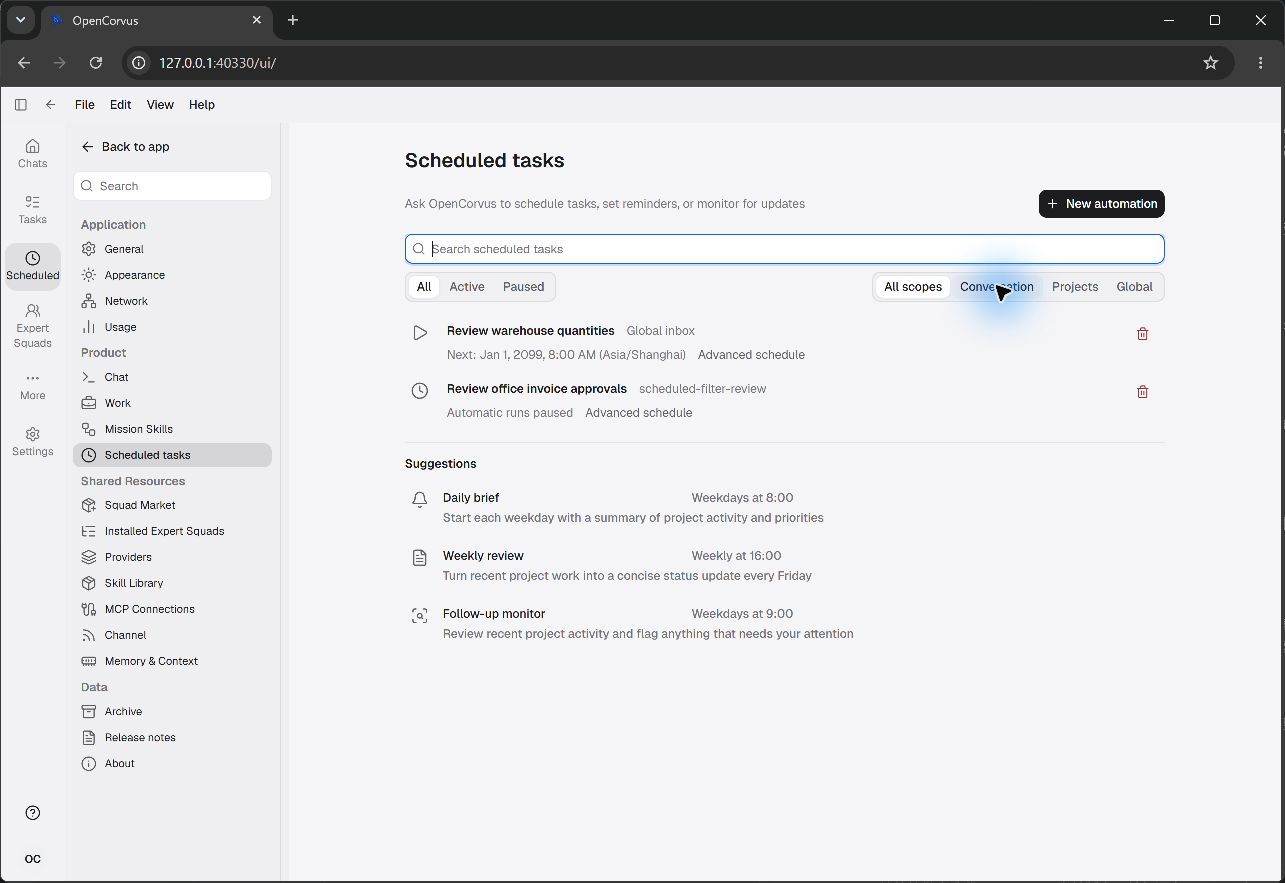 OpenCorvus
127.0.0.1:40330/ui/
File Edit View Help
Chats
Tasks
Scheduled
Expert
Squads
More
Settings
OC
Back to app
Search
Application
General
Appearance
Network
Usage
Product
Chat
Work
Mission Skills
Scheduled tasks
Shared Resources
Squad Market
Installed Expert Squads
Providers
Skill Library
MCP Connections
Channel
Memory & Context
Data
Archive
Release notes
About
Scheduled tasks
Ask OpenCorvus to schedule tasks, set reminders, or monitor for updates
New automation
Search scheduled tasks
All Active Paused
All scopes Conversation Projects Global
Review warehouse quantities Global inbox
Next: Jan 1, 2099, 8:00 AM (Asia/Shanghai) Advanced schedule
Review office invoice approvals scheduled-filter-review
Automatic runs paused Advanced schedule
Suggestions
Daily brief Weekdays at 8:00
Start each weekday with a summary of project activity and priorities
Weekly review Weekly at 16:00
Turn recent project work into a concise status update every Friday
Follow-up monitor Weekdays at 9:00
Review recent project activity and flag anything that needs your attention